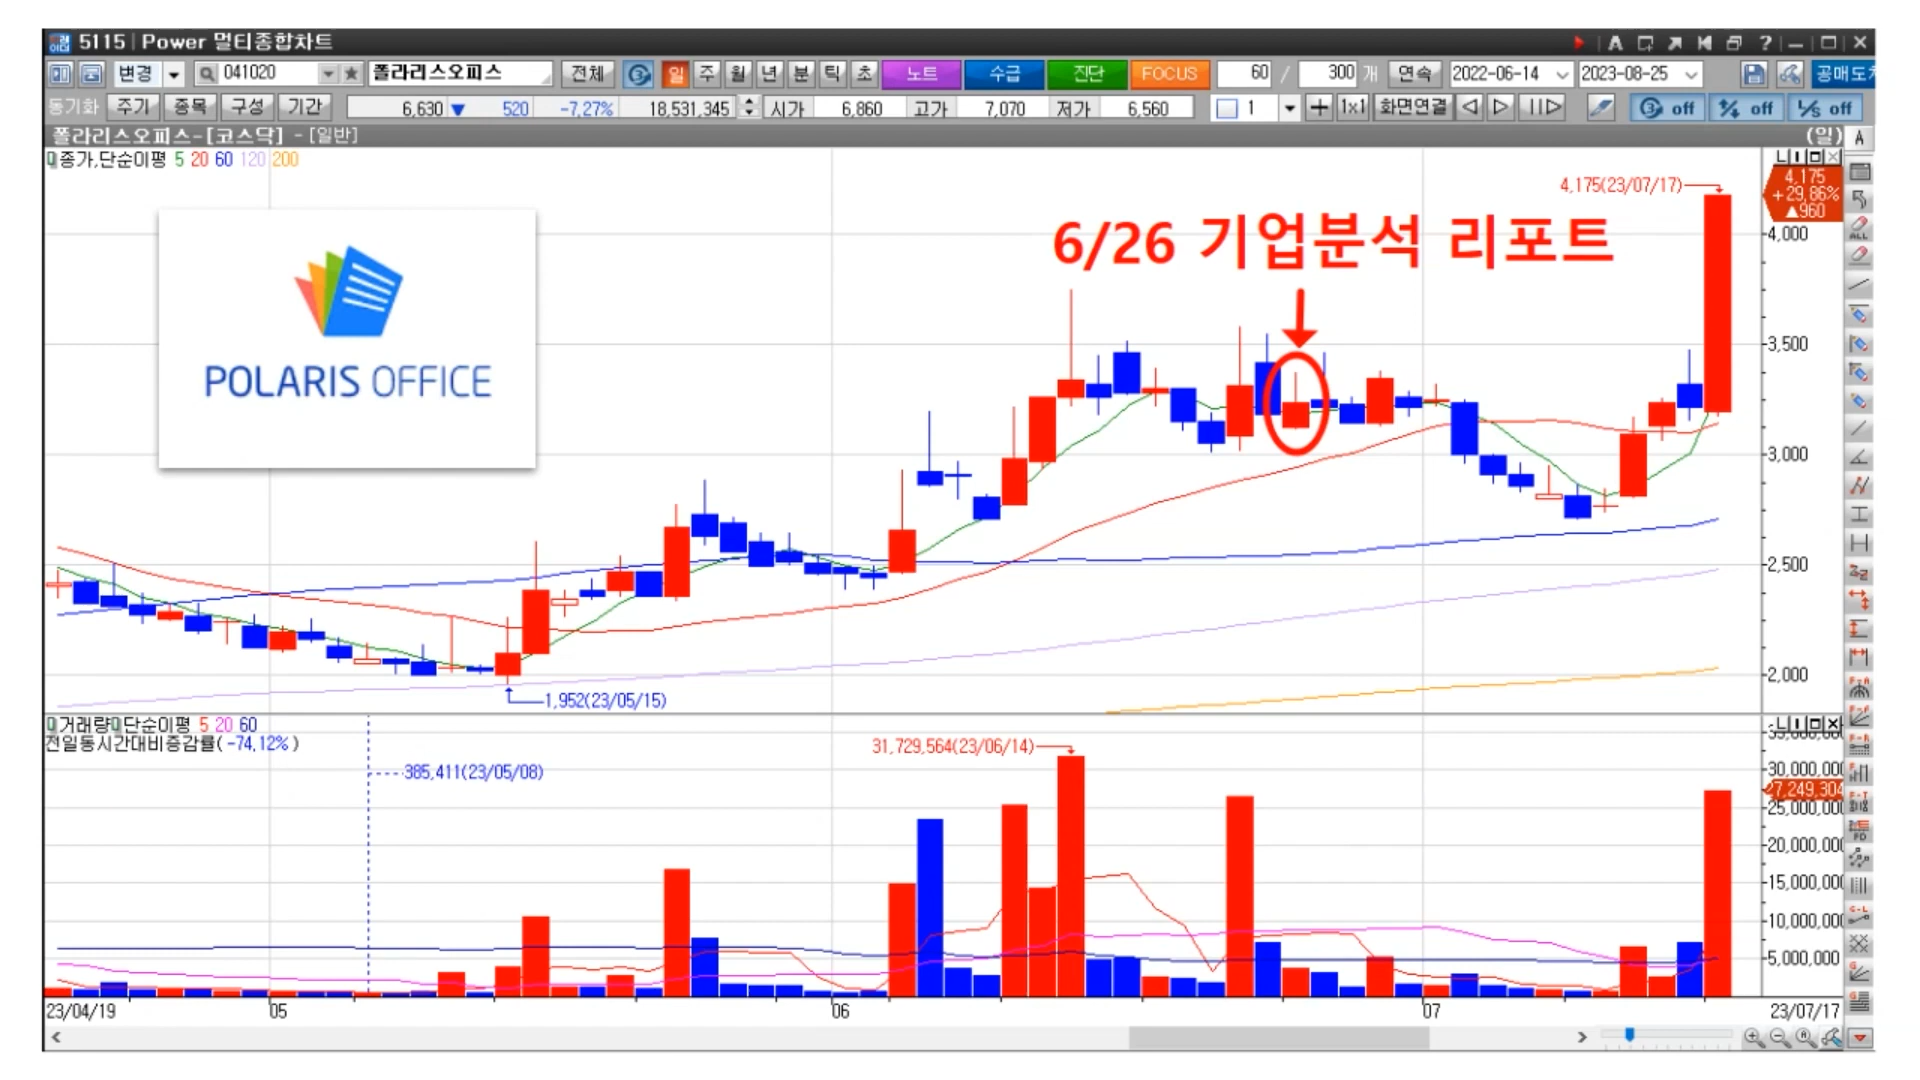 5115 | Power 멀티종합차트
변경 041020 폴라리스오피스 전체 일 주 월 년 분 틱 초 노트 수급 진단 FOCUS 60 / 300 개 연속 2022-06-14 2023-08-25
동기화 주기 종목 구성 기간 6,630 ▼ 520 -7,27% 18,531,345 시가 6,860 고가 7,070 저가 6,560 1 1x1 화면연결 off off L/S off
폴라리스오피스-[코스닥] - [일반] (일)
종가,단순이평 5 20 60 120 200
4,175(23/07/17)
4,175
+29,86%
▲960
6/26 기업분석 리포트
4,000
POLARIS OFFICE
3,500
3,000
2,500
2,000
1,952(23/05/15)
거래량 단순이평 5 20 60
전일동시간대비증감률( -74,12% )
31,729,564(23/06/14)
385,411(23/05/08)
30,000,000
25,000,000
20,000,000
15,000,000
10,000,000
5,000,000
23/04/19 05 06 07 23/07/17